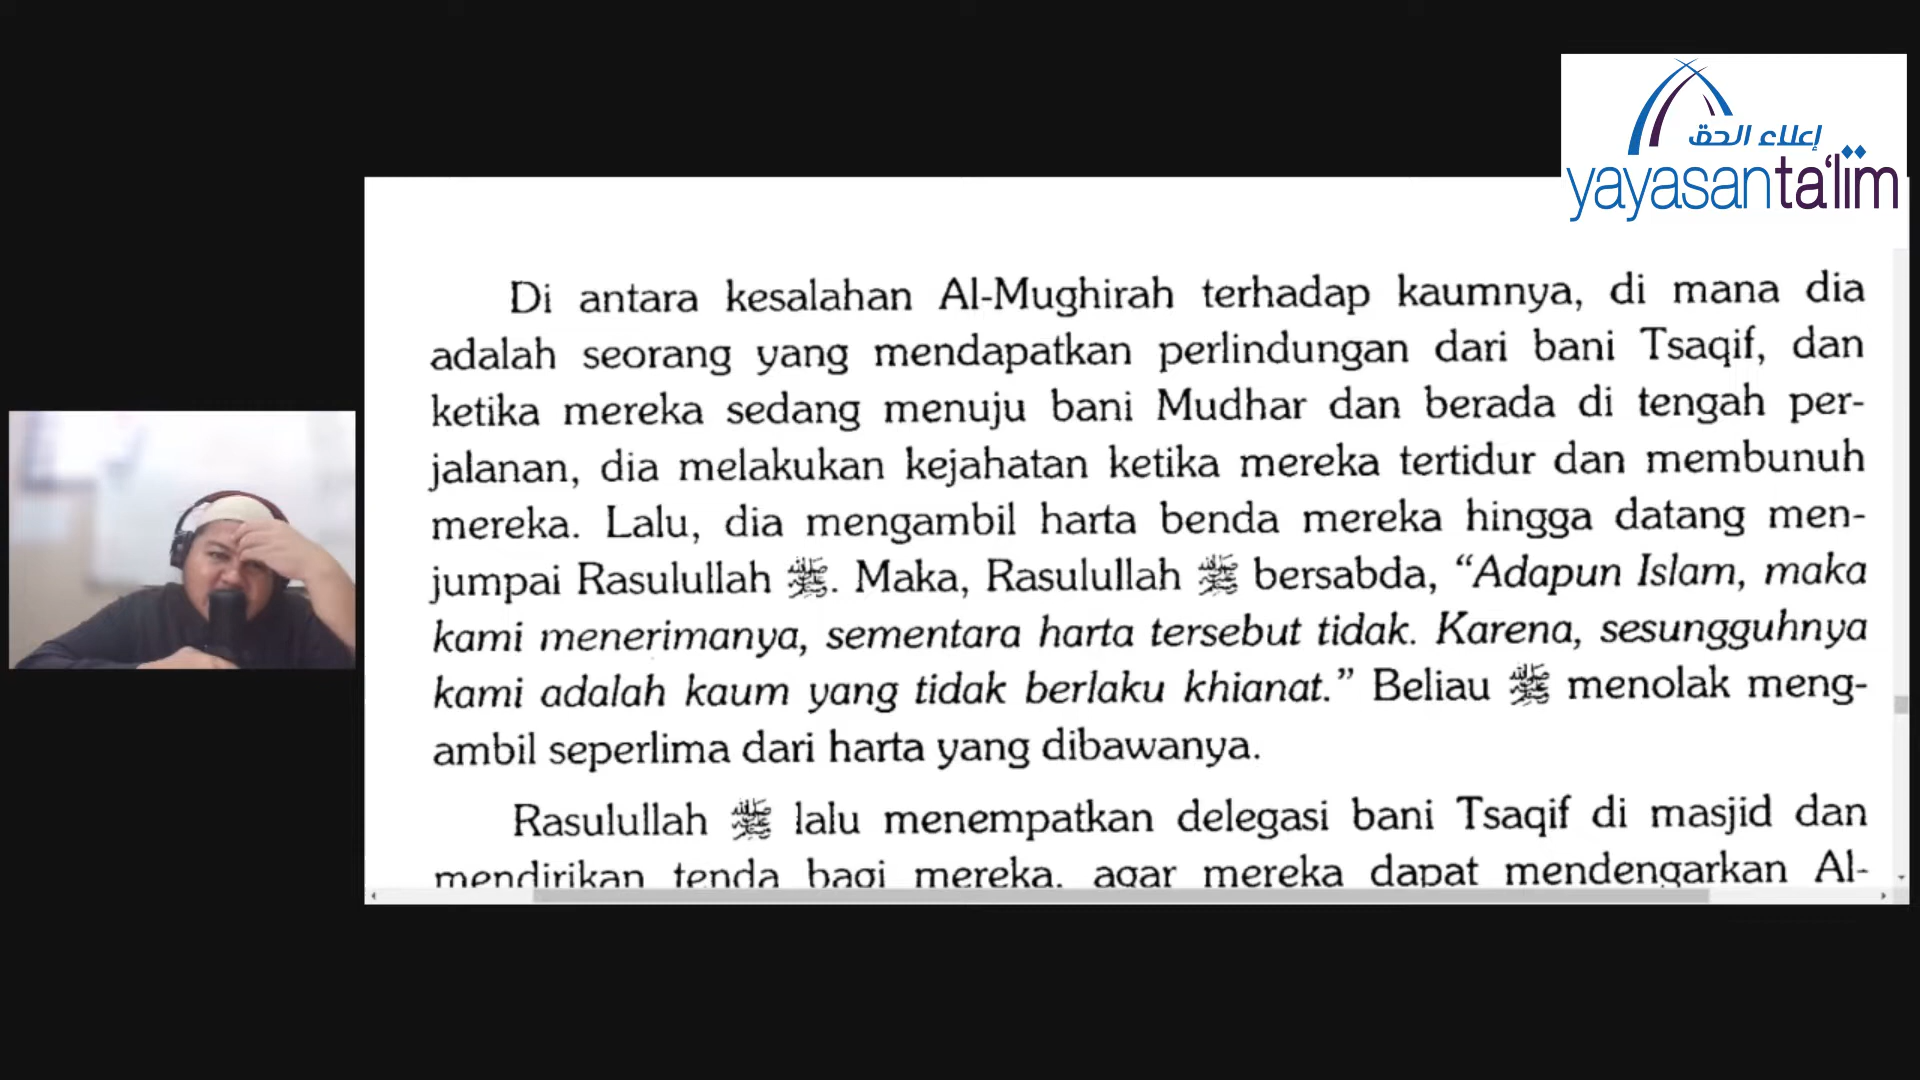 إعلاء الحق
yayasanta'lim
Di antara kesalahan Al-Mughirah terhadap kaumnya, di mana dia
adalah seorang yang mendapatkan perlindungan dari bani Tsaqif, dan
ketika mereka sedang menuju bani Mudhar dan berada di tengah per-
jalanan, dia melakukan kejahatan ketika mereka tertidur dan membunuh
mereka. Lalu, dia mengambil harta benda mereka hingga datang men-
jumpai Rasulullah ﷺ. Maka, Rasulullah ﷺ bersabda, “Adapun Islam, maka
kami menerimanya, sementara harta tersebut tidak. Karena, sesungguhnya
kami adalah kaum yang tidak berlaku khianat.” Beliau ﷺ menolak meng-
ambil seperlima dari harta yang dibawanya.
Rasulullah ﷺ lalu menempatkan delegasi bani Tsaqif di masjid dan
mendirikan tenda bagi mereka, agar mereka dapat mendengarkan Al-